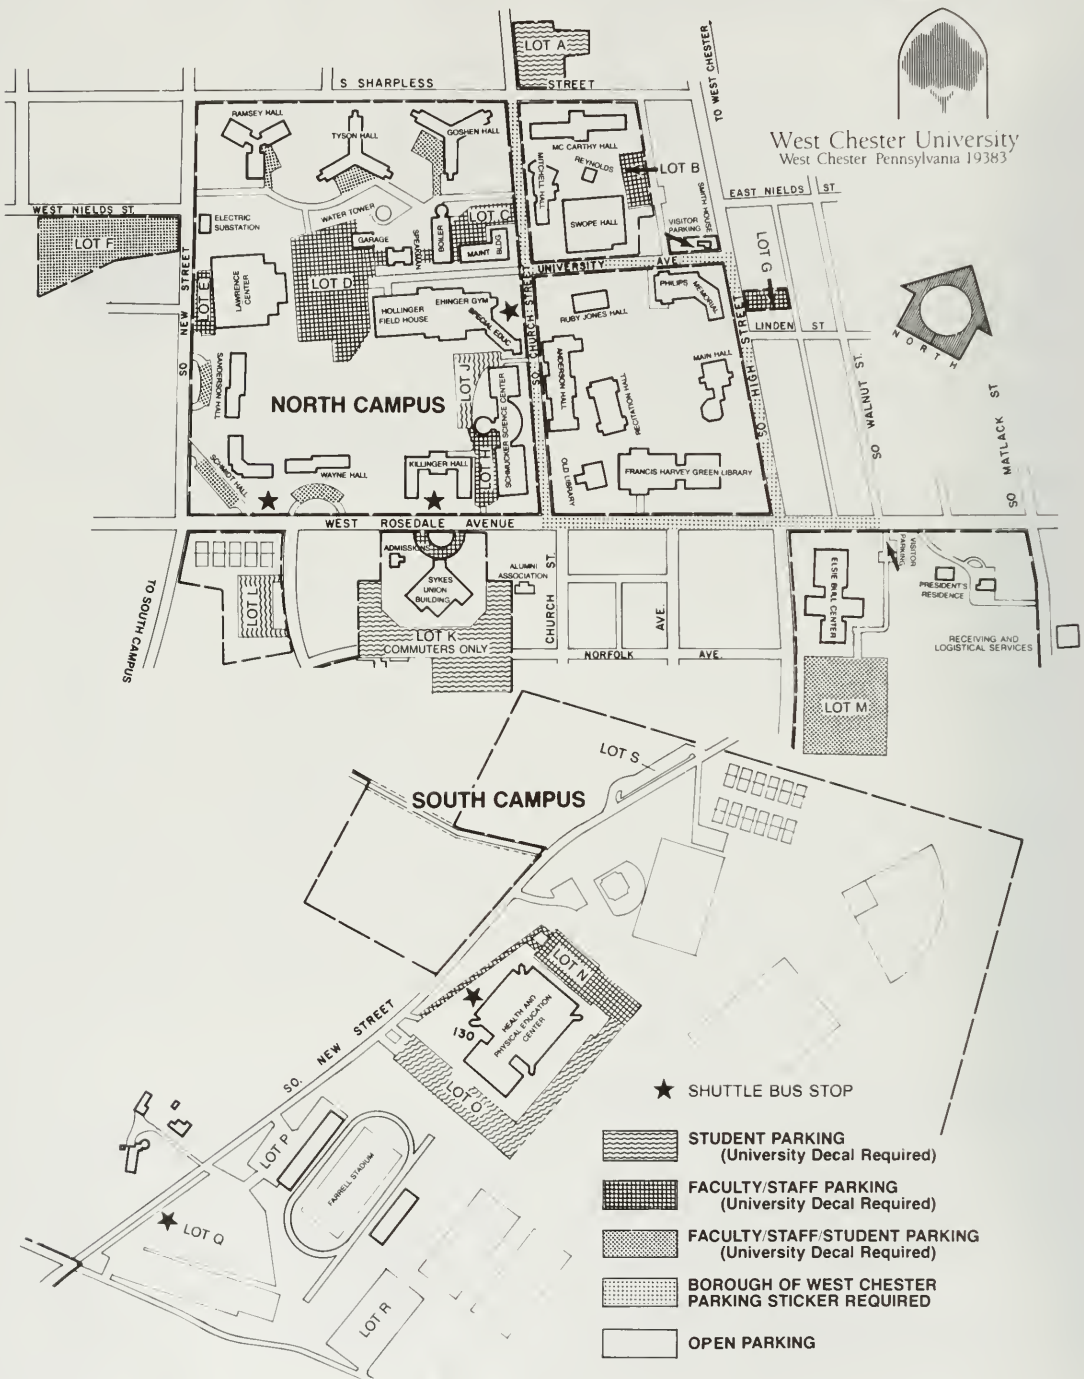 LOT A
TO WEST CHESTER
S SHARPLESS STREET
West Chester University
West Chester Pennsylvania 19383
RAMSEY HALL
TYSON HALL
GOSHEN HALL
MC CARTHY HALL
MITCHELL HALL
REYNOLDS
LOT B
SMITH HOUSE
EAST NIELDS ST.
WEST NIELDS ST.
ELECTRIC
SUBSTATION
WATER TOWER
LOT C
SWOPE HALL
VISITOR
PARKING
LOT F
GARAGE
SPEAKMAN
BOILER
MAINT BLDG
LOT G
UNIVERSITY AVE.
SO NEW STREET
LOT E
LAWRENCE
CENTER
LOT D
HOLLINGER
FIELD HOUSE
EHINGER GYM
SPECIAL EDUC
SO. CHURCH STREET
RUBY JONES HALL
PHILIPS MEMORIAL
LINDEN ST
NORTH
SANDERSON HALL
NORTH CAMPUS
LOT J
ANDERSON HALL
RECITATION HALL
MAIN HALL
SO. HIGH STREET
SO WALNUT ST.
SO MATLACK ST
SCHMIDT HALL
WAYNE HALL
KILLINGER HALL
LOT H
SCHMUCKER SCIENCE CENTER
OLD LIBRARY
FRANCIS HARVEY GREEN LIBRARY
WEST ROSEDALE AVENUE
ADMISSIONS
SYKES
UNION
BUILDING
ALUMNI
ASSOCIATION
CHURCH ST.
AVE.
ELSIE BULL CENTER
VISITOR
PARKING
PRESIDENT'S
RESIDENCE
TO SOUTH CAMPUS
LOT L
LOT K
COMMUTERS ONLY
NORFOLK AVE.
RECEIVING AND
LOGISTICAL SERVICES
LOT M
LOT S
SOUTH CAMPUS
LOT N
HEALTH AND
PHYSICAL EDUCATION
CENTER
130
SO. NEW STREET
LOT O
LOT P
FARRELL STADIUM
LOT Q
LOT R
SHUTTLE BUS STOP
STUDENT PARKING
(University Decal Required)
FACULTY/STAFF PARKING
(University Decal Required)
FACULTY/STAFF/STUDENT PARKING
(University Decal Required)
BOROUGH OF WEST CHESTER
PARKING STICKER REQUIRED
OPEN PARKING